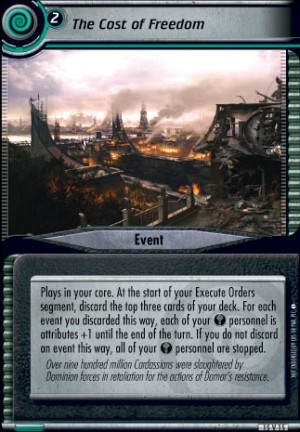 2 The Cost of Freedom
Event
Plays in your core. At the start of your Execute Orders
segment, discard the top three cards of your deck. For each
event you discarded this way, each of your personnel is
attributes +1 until the end of the turn. If you do not discard
an event this way, all of your personnel are stopped.
Over nine hundred million Cardassians were slaughtered by
Dominion forces in retaliation for the actions of Damar's resistance.
15 V 15